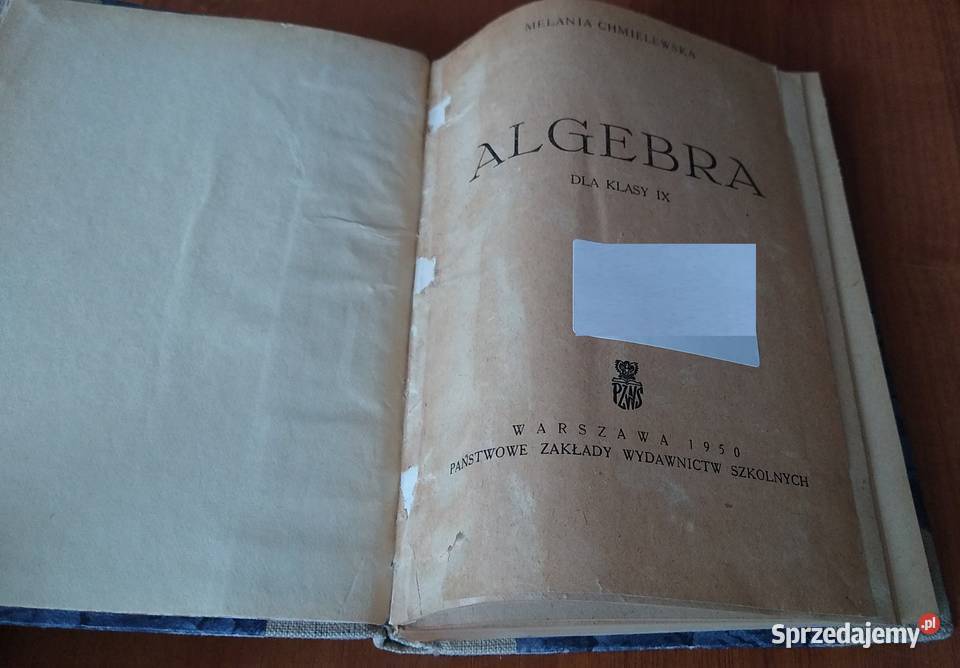 MELANIA CHMIELEWSKA
ALGEBRA
DLA KLASY IX
PZWS
WARSZAWA 1950
PAŃSTWOWE ZAKŁADY WYDAWNICTW SZKOLNYCH
Sprzedajemy.pl